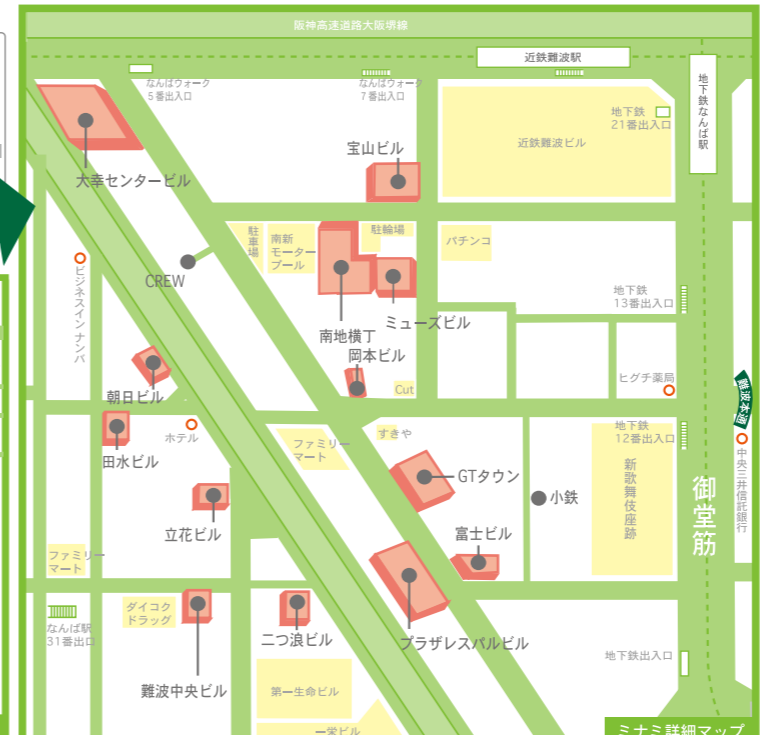 阪神高速道路大阪堺線
近鉄難波駅
地下鉄なんば駅
なんばウォーク
5番出入口
なんばウォーク
7番出入口
地下鉄
21番出入口
近鉄難波ビル
宝山ビル
大幸センタービル
駐車場
南新
モーター
プール
駐輪場
パチンコ
CREW
ビジネスイン ナンバ
地下鉄
13番出入口
南地横丁
ミューズビル
岡本ビル
Cut
ヒグチ薬局
難波本通
朝日ビル
ホテル
田水ビル
ファミリー
マート
すきや
地下鉄
12番出入口
中央三井信託銀行
新歌舞伎座跡
御堂筋
GTタウン
小鉄
立花ビル
富士ビル
ファミリー
マート
なんば駅
31番出口
ダイコク
ドラッグ
二つ浪ビル
プラザレスパルビル
地下鉄出入口
難波中央ビル
第一生命ビル
一栄ビル
ミナミ詳細マップ